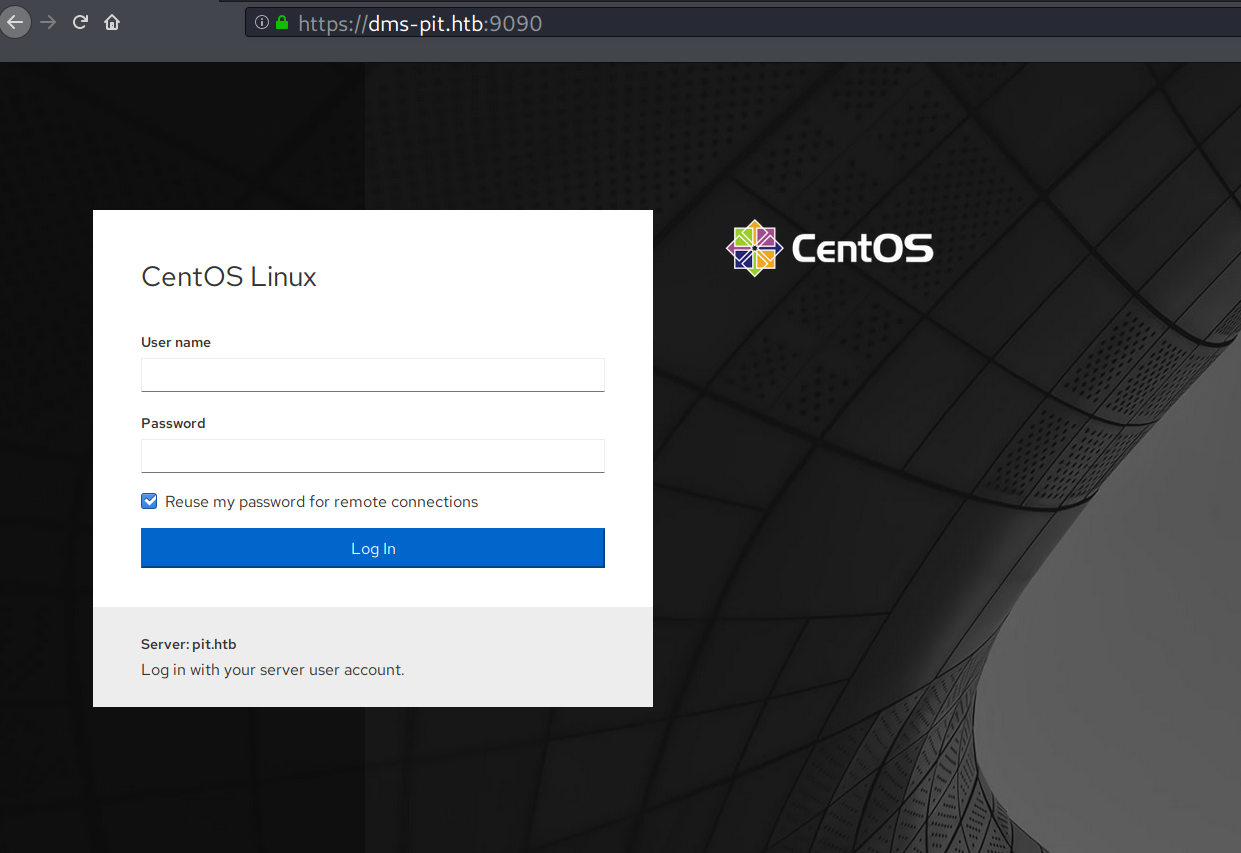 https://dms-pit.htb:9090
CentOS
CentOS Linux
User name
Password
Reuse my password for remote connections
Log In
Server: pit.htb
Log in with your server user account.